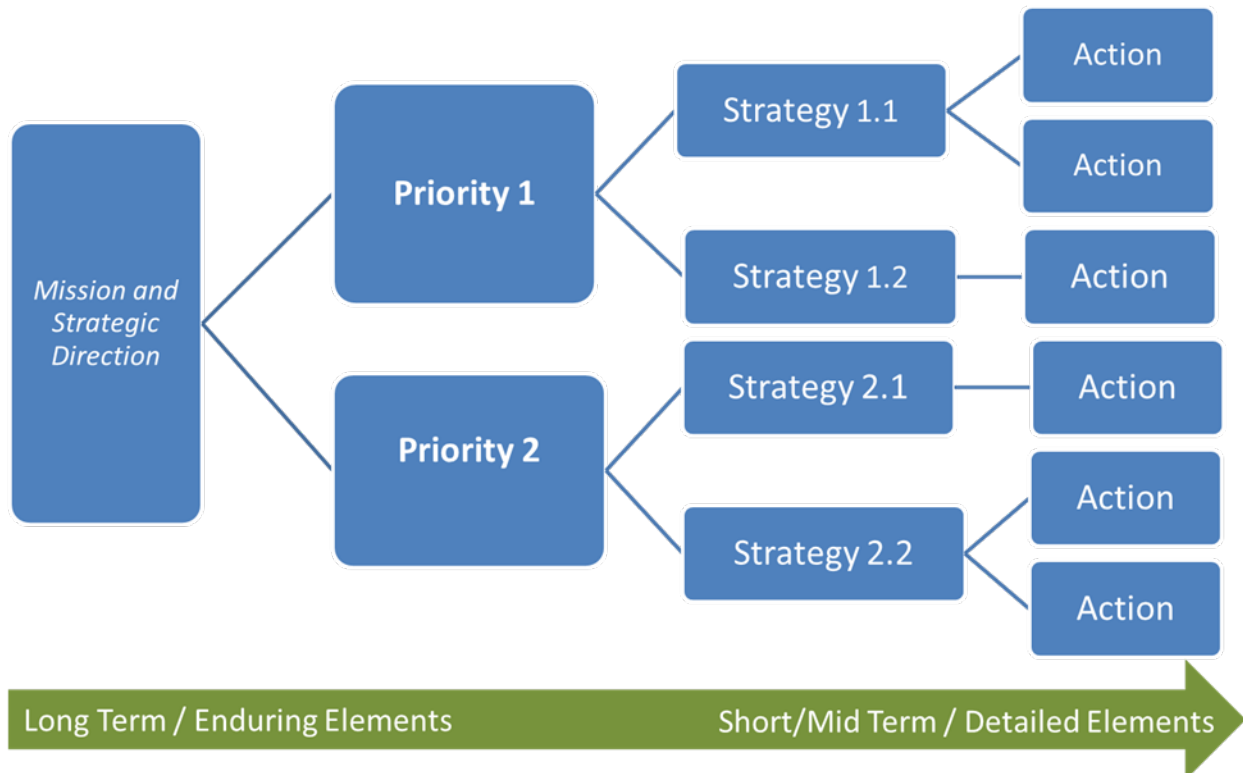 Mission and
Strategic
Direction
Priority 1
Priority 2
Strategy 1.1
Strategy 1.2
Strategy 2.1
Strategy 2.2
Action
Action
Action
Action
Action
Action
Long Term / Enduring Elements
Short/Mid Term / Detailed Elements